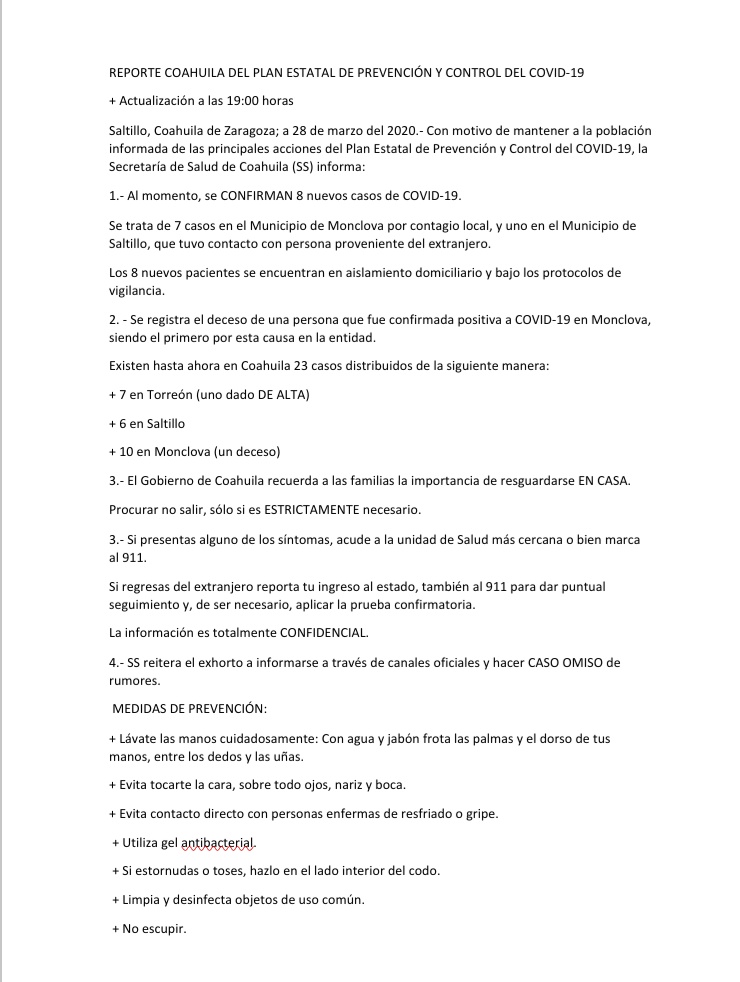 REPORTE COAHUILA DEL PLAN ESTATAL DE PREVENCIÓN Y CONTROL DEL COVID-19
+ Actualización a las 19:00 horas
Saltillo, Coahuila de Zaragoza; a 28 de marzo del 2020.- Con motivo de mantener a la población
informada de las principales acciones del Plan Estatal de Prevención y Control del COVID-19, la
Secretaría de Salud de Coahuila (SS) informa:
1.- Al momento, se CONFIRMAN 8 nuevos casos de COVID-19.
Se trata de 7 casos en el Municipio de Monclova por contagio local, y uno en el Municipio de
Saltillo, que tuvo contacto con persona proveniente del extranjero.
Los 8 nuevos pacientes se encuentran en aislamiento domiciliario y bajo los protocolos de
vigilancia.
2. - Se registra el deceso de una persona que fue confirmada positiva a COVID-19 en Monclova,
siendo el primero por esta causa en la entidad.
Existen hasta ahora en Coahuila 23 casos distribuidos de la siguiente manera:
+ 7 en Torreón (uno dado DE ALTA)
+ 6 en Saltillo
+ 10 en Monclova (un deceso)
3.- El Gobierno de Coahuila recuerda a las familias la importancia de resguardarse EN CASA.
Procurar no salir, sólo si es ESTRICTAMENTE necesario.
3.- Si presentas alguno de los síntomas, acude a la unidad de Salud más cercana o bien marca
al 911.
Si regresas del extranjero reporta tu ingreso al estado, también al 911 para dar puntual
seguimiento y, de ser necesario, aplicar la prueba confirmatoria.
La información es totalmente CONFIDENCIAL.
4.- SS reitera el exhorto a informarse a través de canales oficiales y hacer CASO OMISO de
rumores.
MEDIDAS DE PREVENCIÓN:
+ Lávate las manos cuidadosamente: Con agua y jabón frota las palmas y el dorso de tus
manos, entre los dedos y las uñas.
+ Evita tocarte la cara, sobre todo ojos, nariz y boca.
+ Evita contacto directo con personas enfermas de resfriado o gripe.
+ Utiliza gel antibacterial.
+ Si estornudas o toses, hazlo en el lado interior del codo.
+ Limpia y desinfecta objetos de uso común.
+ No escupir.